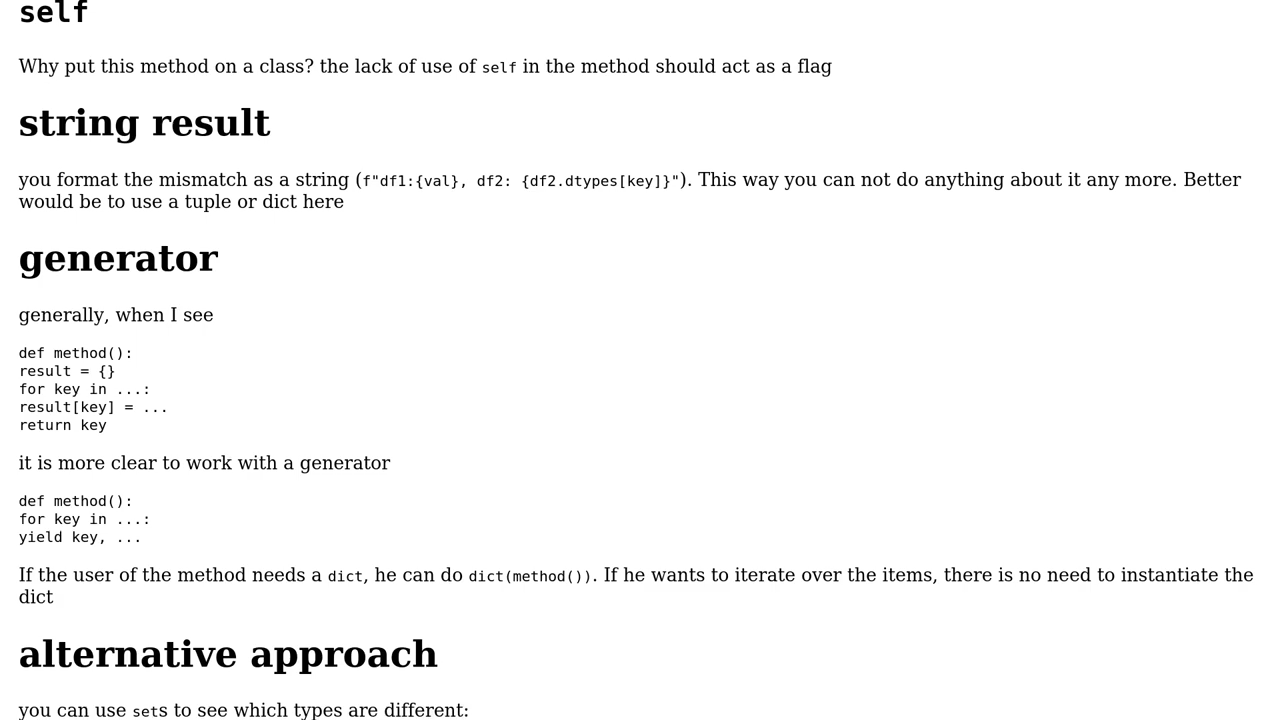 self
Why put this method on a class? the lack of use of self in the method should act as a flag
string result
you format the mismatch as a string (f"df1:{val}, df2: {df2.dtypes[key]}"). This way you can not do anything about it any more. Better
would be to use a tuple or dict here
generator
generally, when I see
def method():
result = {}
for key in ...:
result[key] = ...
return key
it is more clear to work with a generator
def method():
for key in ...:
yield key, ...
If the user of the method needs a dict, he can do dict(method()). If he wants to iterate over the items, there is no need to instantiate the
dict
alternative approach
you can use sets to see which types are different: